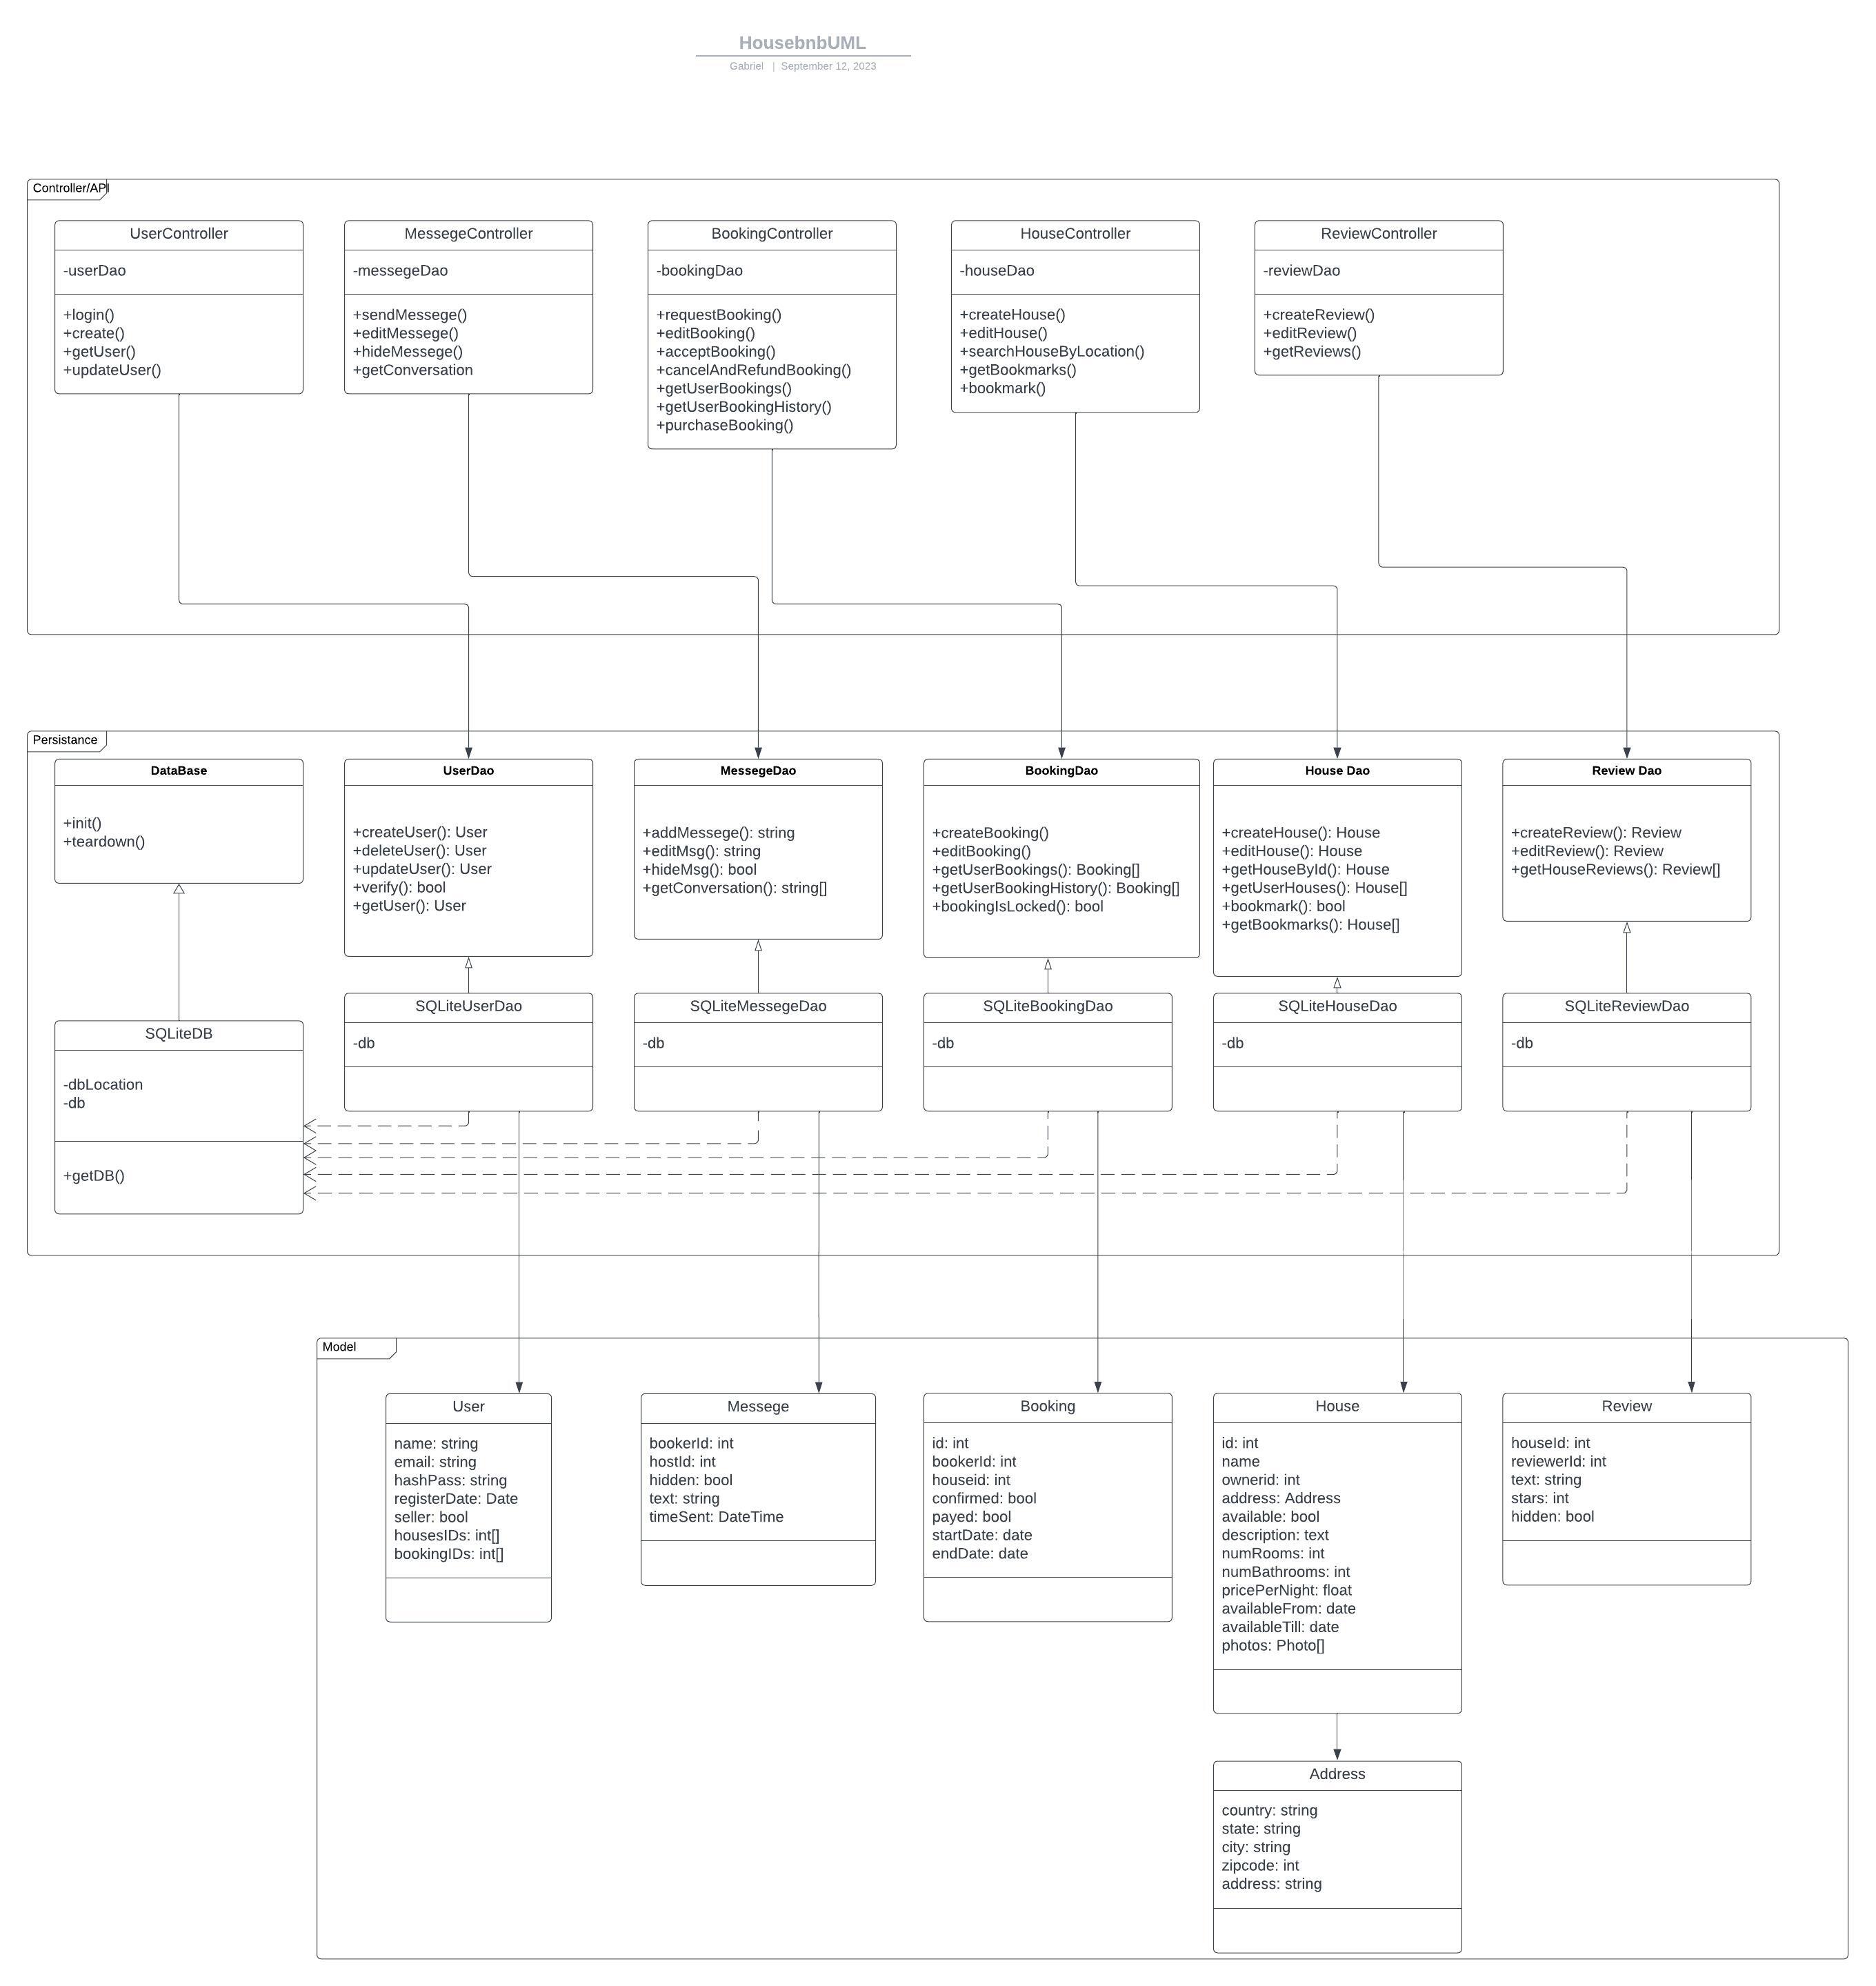 HousebnbUML
Gabriel | September 12, 2023
Controller/API
UserController
-userDao
+login()
+create()
+getUser()
+updateUser()
MessegeController
-messegeDao
+sendMessege()
+editMessege()
+hideMessege()
+getConversation
BookingController
-bookingDao
+requestBooking()
+editBooking()
+acceptBooking()
+cancelAndRefundBooking()
+getUserBookings()
+getUserBookingHistory()
+purchaseBooking()
HouseController
-houseDao
+createHouse()
+editHouse()
+searchHouseByLocation()
+getBookmarks()
+bookmark()
ReviewController
-reviewDao
+createReview()
+editReview()
+getReviews()
Persistance
DataBase
+init()
+teardown()
UserDao
+createUser(): User
+deleteUser(): User
+updateUser(): User
+verify(): bool
+getUser(): User
MessegeDao
+addMessege(): string
+editMsg(): string
+hideMsg(): bool
+getConversation(): string[]
BookingDao
+createBooking()
+editBooking()
+getUserBookings(): Booking[]
+getUserBookingHistory(): Booking[]
+bookingIsLocked(): bool
House Dao
+createHouse(): House
+editHouse(): House
+getHouseById(): House
+getUserHouses(): House[]
+bookmark(): bool
+getBookmarks(): House[]
Review Dao
+createReview(): Review
+editReview(): Review
+getHouseReviews(): Review[]
SQLiteDB
-dbLocation
-db
+getDB()
SQLiteUserDao
-db
SQLiteMessegeDao
-db
SQLiteBookingDao
-db
SQLiteHouseDao
-db
SQLiteReviewDao
-db
Model
User
name: string
email: string
hashPass: string
registerDate: Date
seller: bool
housesIDs: int[]
bookingIDs: int[]
Messege
bookerId: int
hostId: int
hidden: bool
text: string
timeSent: DateTime
Booking
id: int
bookerId: int
houseid: int
confirmed: bool
payed: bool
startDate: date
endDate: date
House
id: int
name
ownerid: int
address: Address
available: bool
description: text
numRooms: int
numBathrooms: int
pricePerNight: float
availableFrom: date
availableTill: date
photos: Photo[]
Review
houseId: int
reviewerId: int
text: string
stars: int
hidden: bool
Address
country: string
state: string
city: string
zipcode: int
address: string